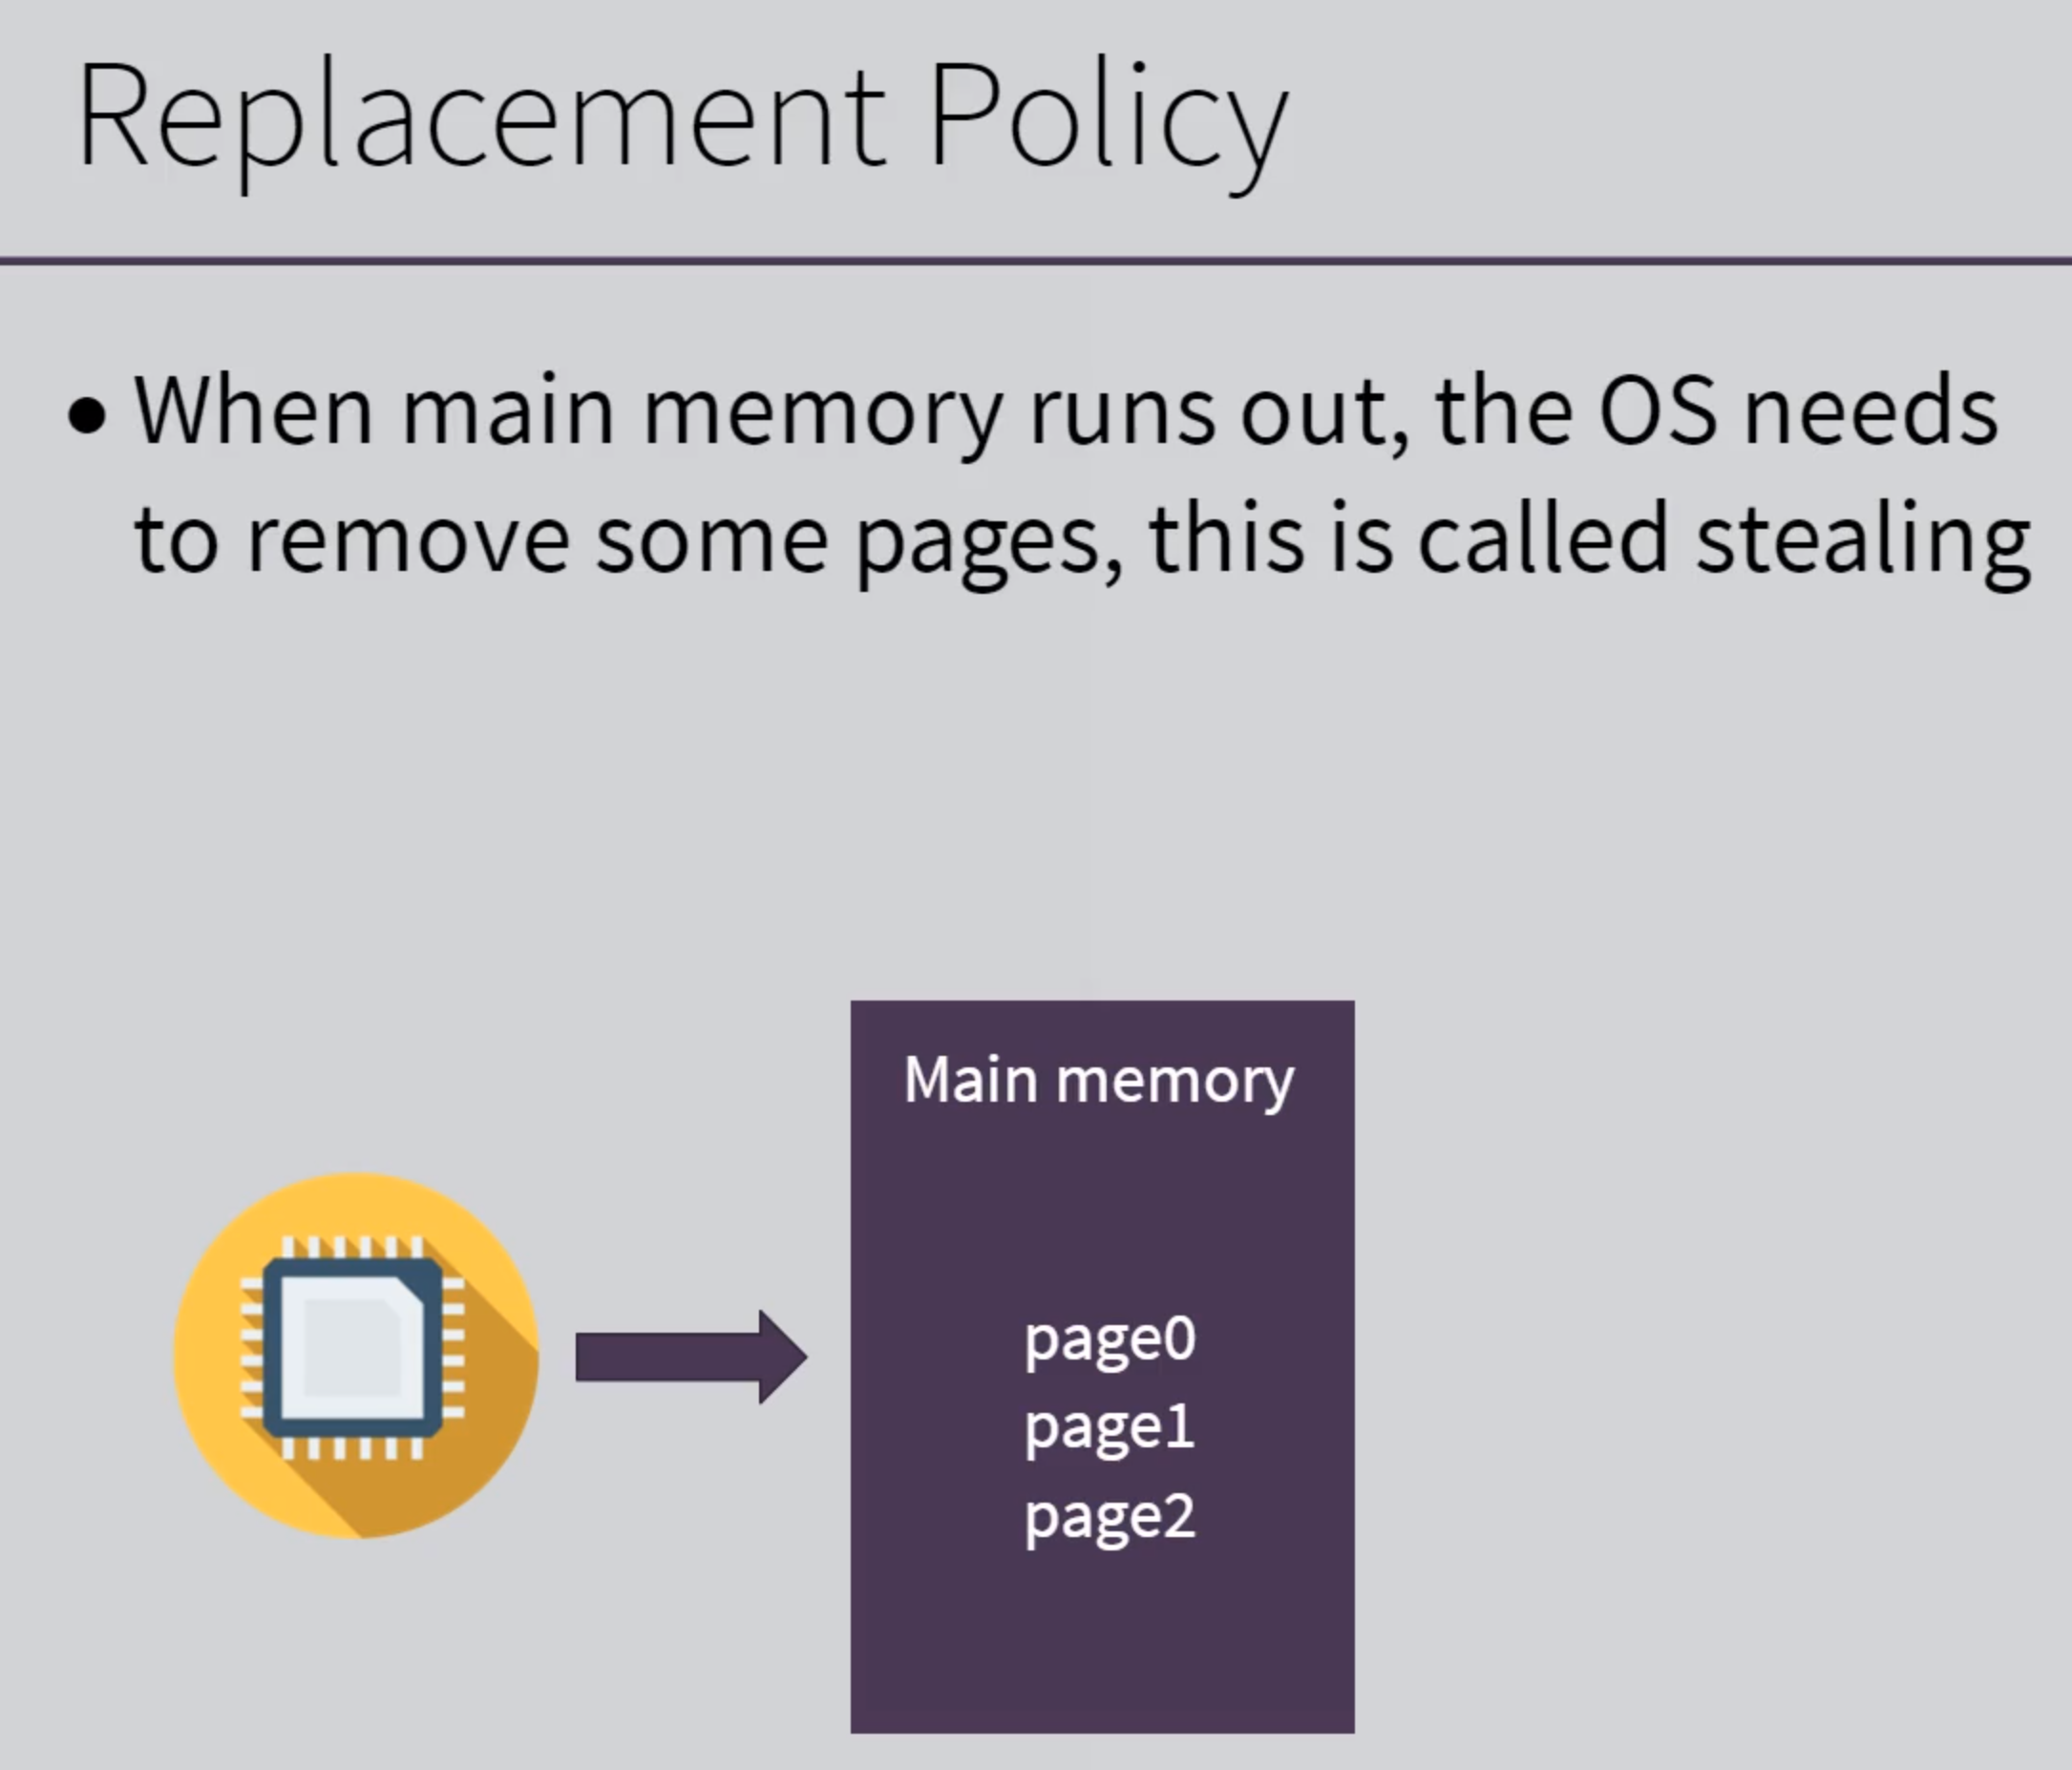 Replacement Policy
• When main memory runs out, the OS needs
to remove some pages, this is called stealing
Main memory
page0
page1
page2